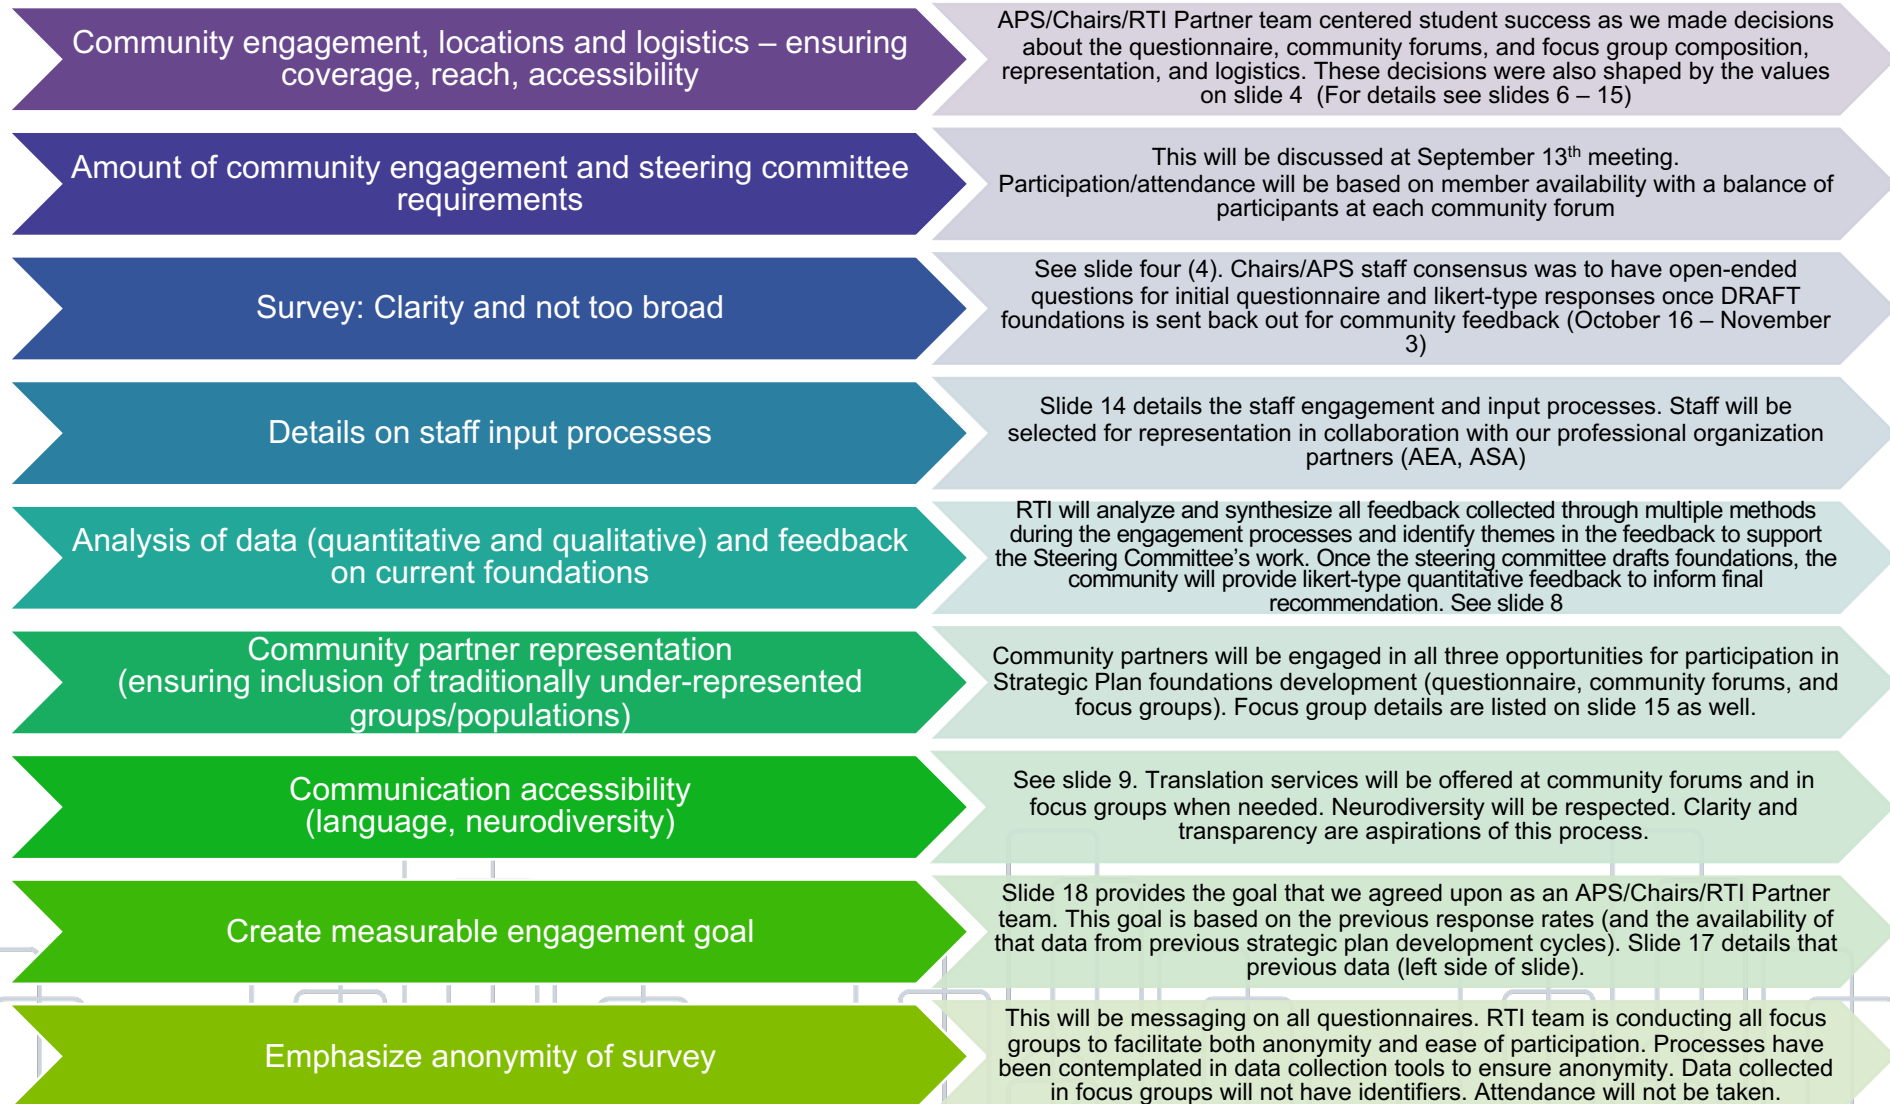 Community engagement, locations and logistics – ensuring
coverage, reach, accessibility
APS/Chairs/RTI Partner team centered student success as we made decisions
about the questionnaire, community forums, and focus group composition,
representation, and logistics. These decisions were also shaped by the values
on slide 4  (For details see slides 6 – 15)
Amount of community engagement and steering committee
requirements
This will be discussed at September 13th meeting.
Participation/attendance will be based on member availability with a balance of
participants at each community forum
Survey: Clarity and not too broad
See slide four (4). Chairs/APS staff consensus was to have open-ended
questions for initial questionnaire and likert-type responses once DRAFT
foundations is sent back out for community feedback (October 16 – November
3)
Details on staff input processes
Slide 14 details the staff engagement and input processes. Staff will be
selected for representation in collaboration with our professional organization
partners (AEA, ASA)
Analysis of data (quantitative and qualitative) and feedback
on current foundations
RTI will analyze and synthesize all feedback collected through multiple methods
during the engagement processes and identify themes in the feedback to support
the Steering Committee's work. Once the steering committee drafts foundations, the
community will provide likert-type quantitative feedback to inform final
recommendation. See slide 8
Community partner representation
(ensuring inclusion of traditionally under-represented
groups/populations)
Community partners will be engaged in all three opportunities for participation in
Strategic Plan foundations development (questionnaire, community forums, and
focus groups). Focus group details are listed on slide 15 as well.
Communication accessibility
(language, neurodiversity)
See slide 9. Translation services will be offered at community forums and in
focus groups when needed. Neurodiversity will be respected. Clarity and
transparency are aspirations of this process.
Create measurable engagement goal
Slide 18 provides the goal that we agreed upon as an APS/Chairs/RTI Partner
team. This goal is based on the previous response rates (and the availability of
that data from previous strategic plan development cycles). Slide 17 details that
previous data (left side of slide).
Emphasize anonymity of survey
This will be messaging on all questionnaires. RTI team is conducting all focus
groups to facilitate both anonymity and ease of participation. Processes have
been contemplated in data collection tools to ensure anonymity. Data collected
in focus groups will not have identifiers. Attendance will not be taken.